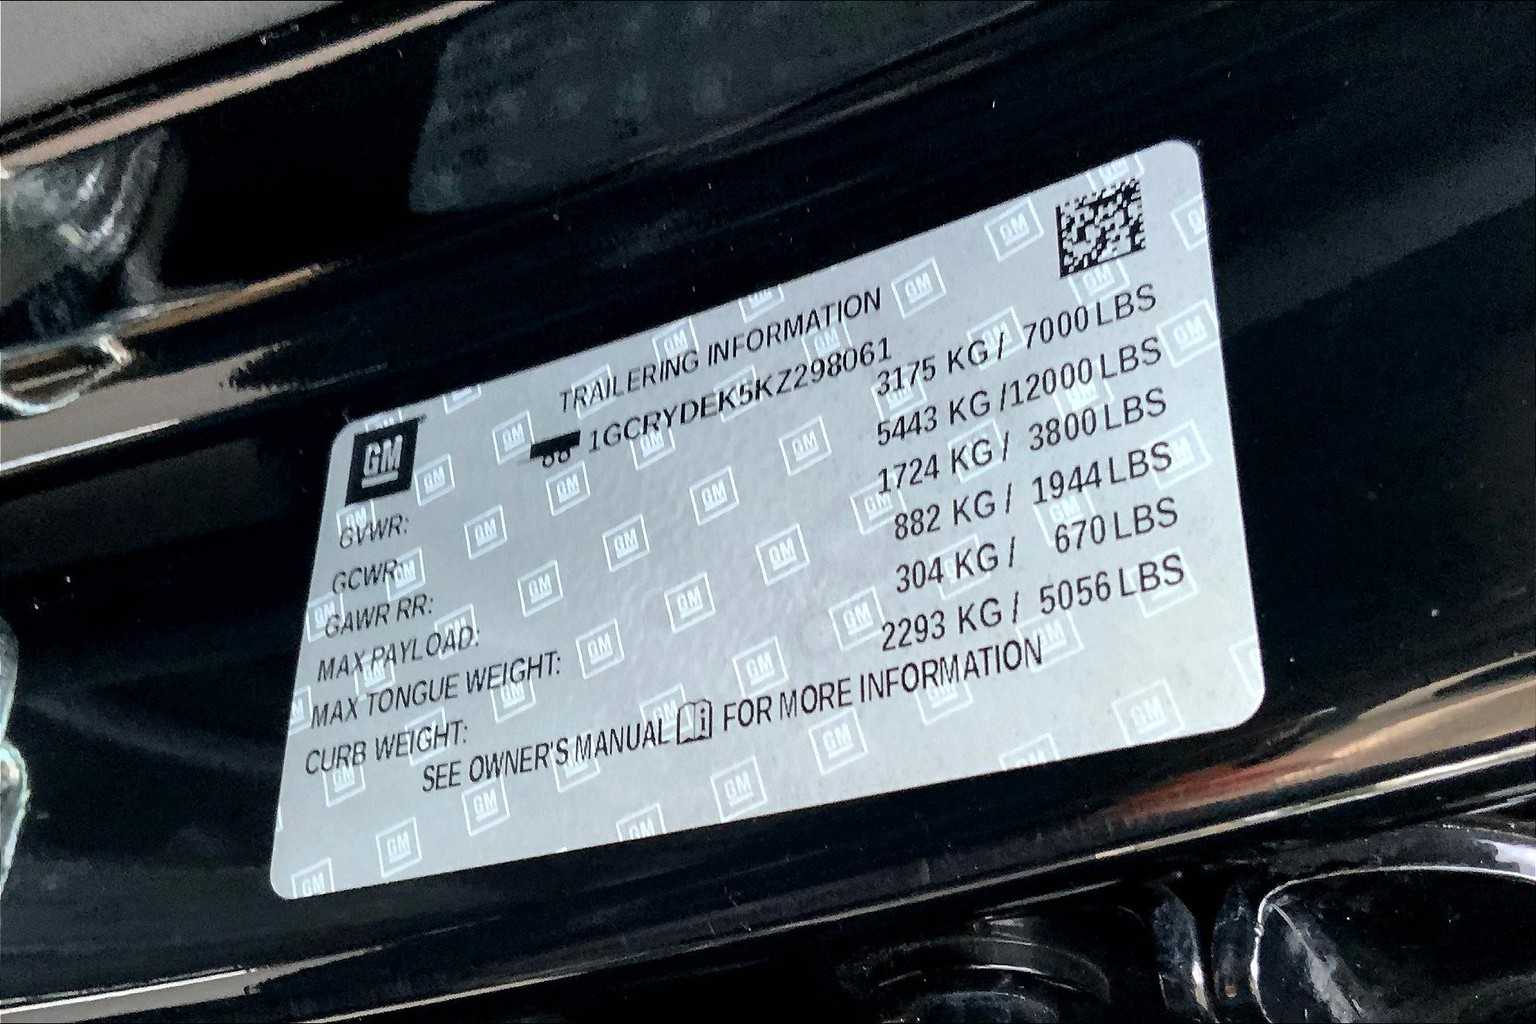 GM
TRAILERING INFORMATION
1GCRYDEK5KZ298061
GVWR: 3175 KG / 7000 LBS
GCWR: 5443 KG /12000 LBS
GAWR RR: 1724 KG / 3800 LBS
MAX PAYLOAD: 882 KG / 1944 LBS
MAX TONGUE WEIGHT: 304 KG / 670 LBS
CURB WEIGHT: 2293 KG / 5056 LBS
SEE OWNER'S MANUAL FOR MORE INFORMATION